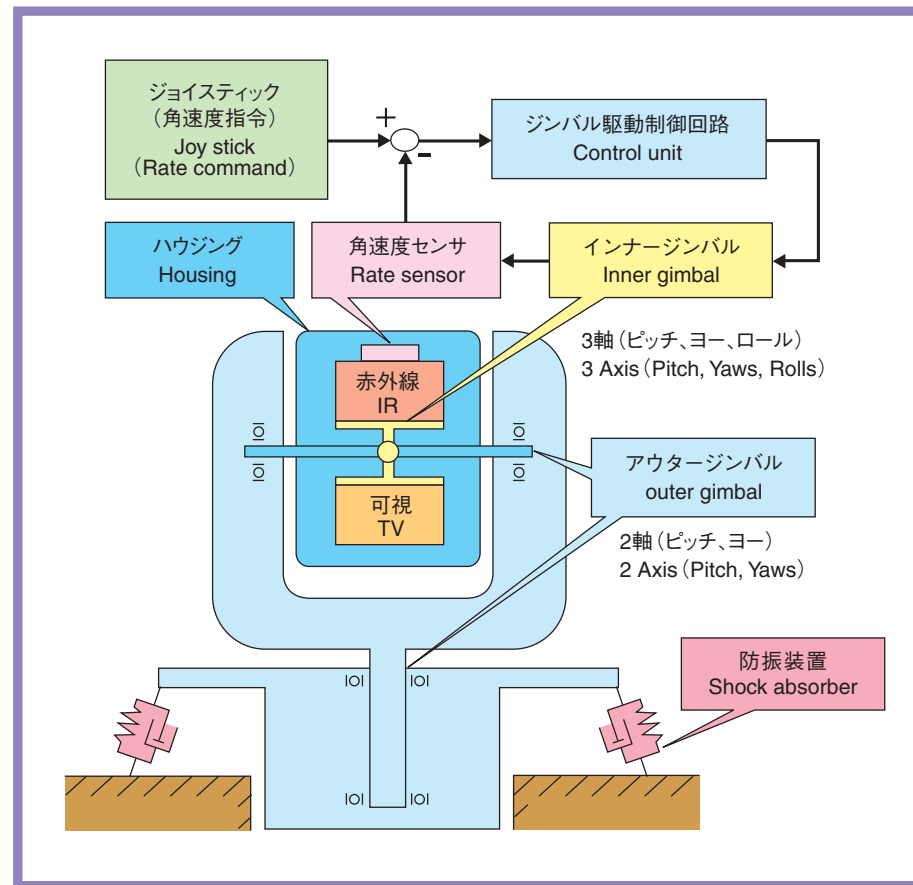 ジョイスティック
（角速度指令）
Joy stick
（Rate command）
+
-
ジンバル駆動制御回路
Control unit
ハウジング
Housing
角速度センサ
Rate sensor
インナージンバル
Inner gimbal
3軸（ピッチ、ヨー、ロール）
3 Axis（Pitch, Yaws, Rolls）
赤外線
IR
可視
TV
アウタージンバル
outer gimbal
2軸（ピッチ、ヨー）
2 Axis（Pitch, Yaws）
防振装置
Shock absorber